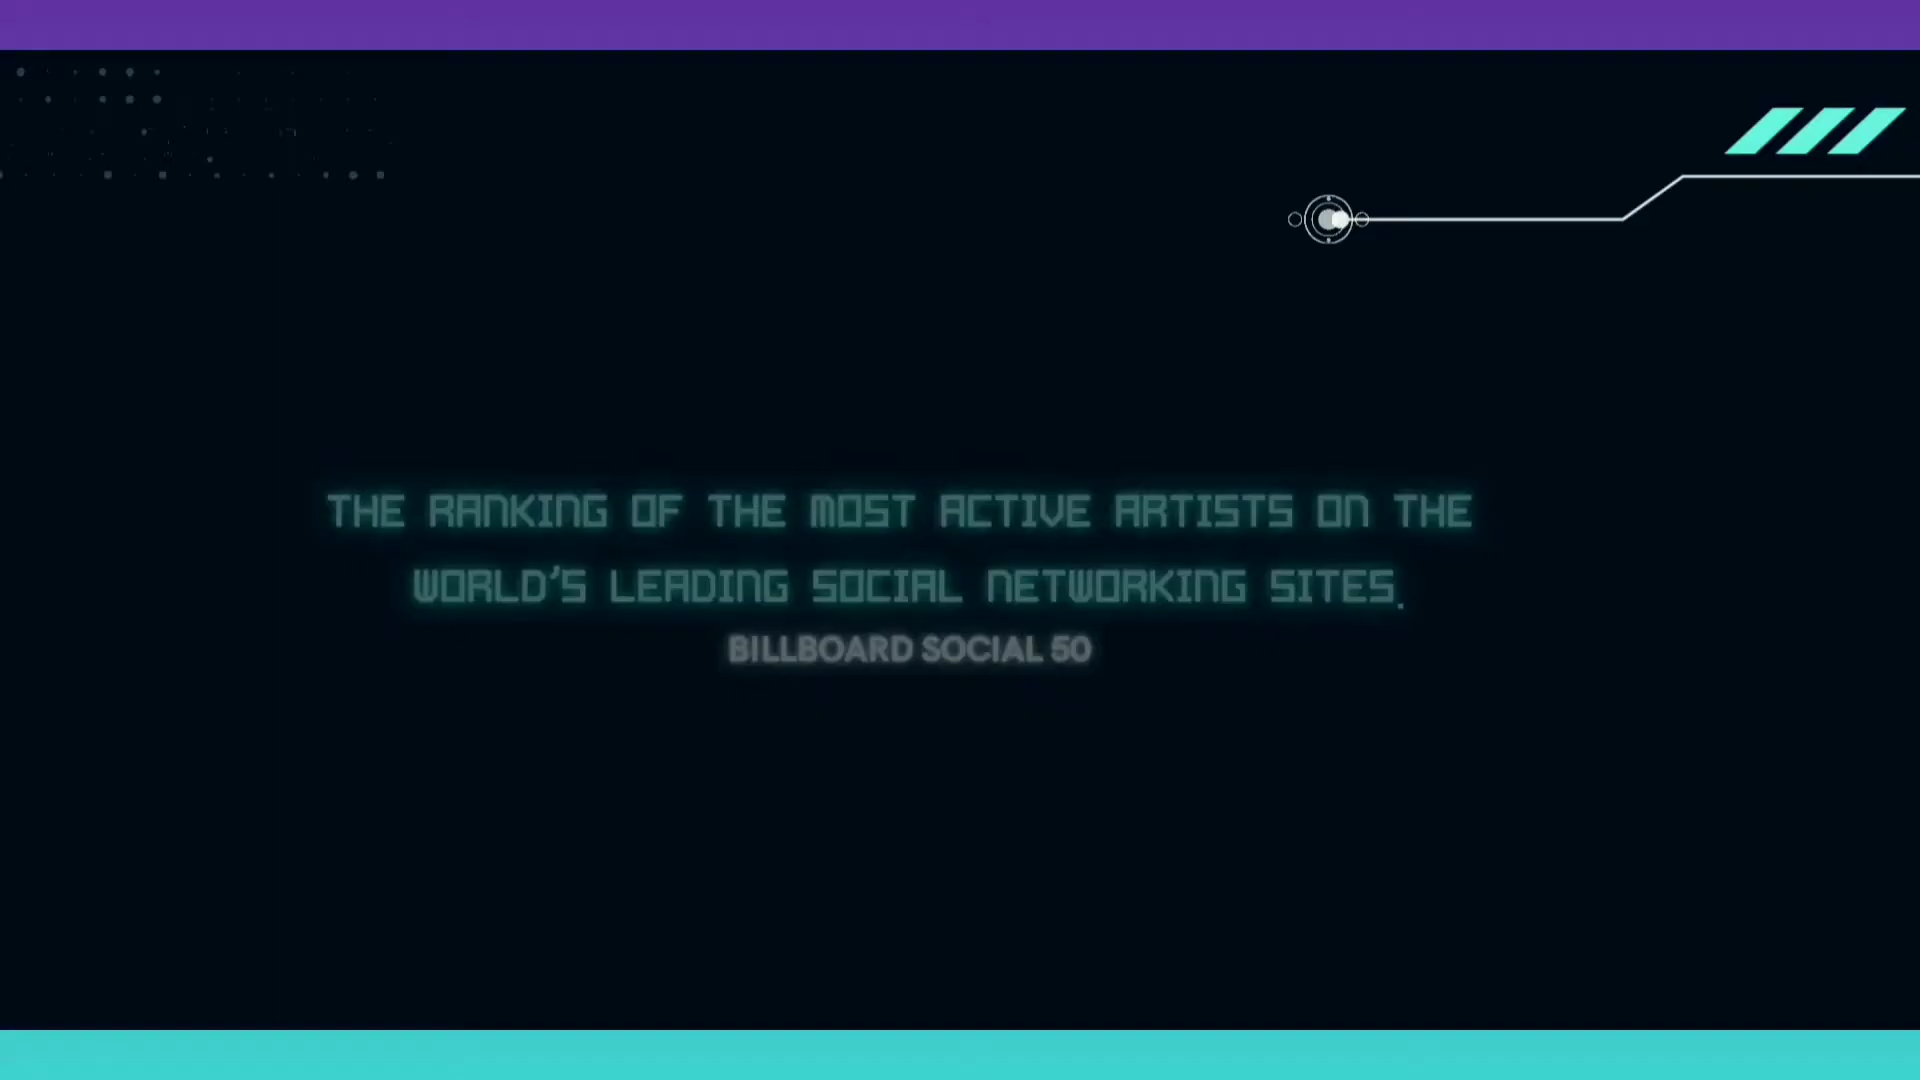 THE RANKING OF THE MOST ACTIVE ARTISTS ON THE
WORLD'S LEADING SOCIAL NETWORKING SITES.
BILLBOARD SOCIAL 50